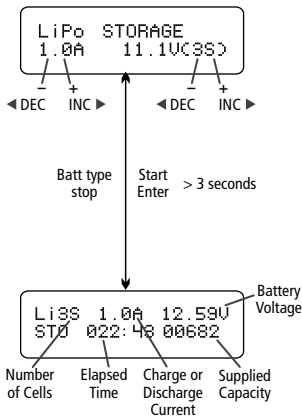 LiPo STORAGE
1.0A 11.1V(3S)
− + − +
◀ DEC INC ▶ ◀ DEC INC ▶
Batt type stop
Start Enter
> 3 seconds
Battery Voltage
Li3S 1.0A 12.59V
STO 022:43 00682
Number of Cells
Elapsed Time
Charge or Discharge Current
Supplied Capacity